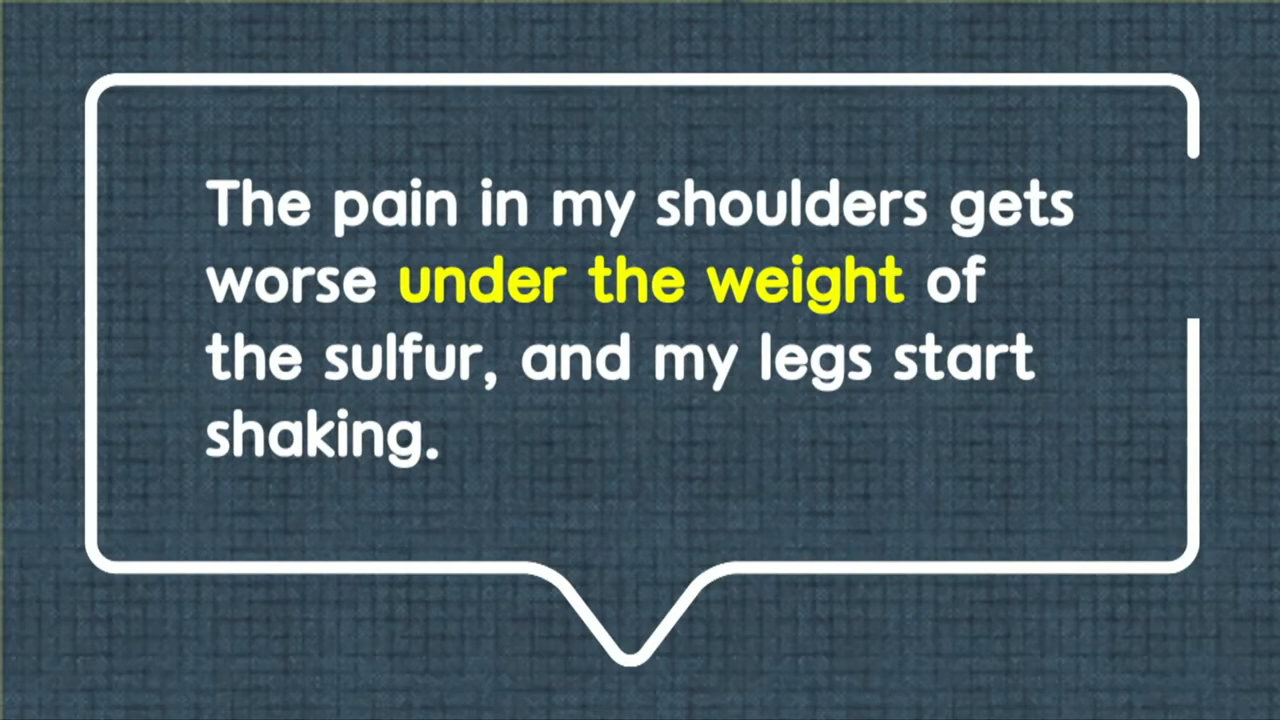 The pain in my shoulders gets
worse under the weight of
the sulfur, and my legs start
shaking.